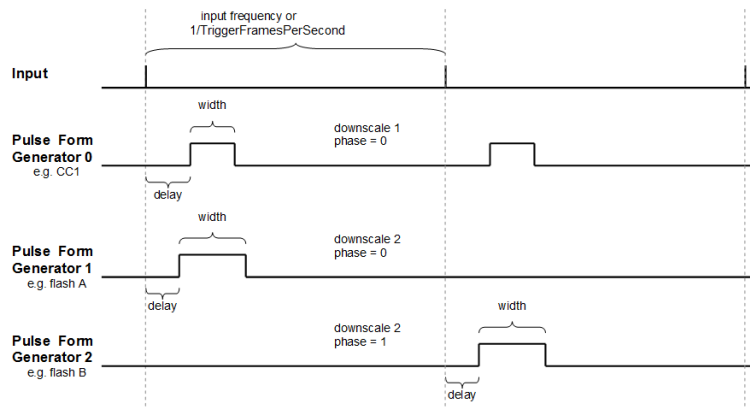 input frequency or
1/TriggerFramesPerSecond
Input
width
downscale 1
phase = 0
Pulse Form
Generator 0
e.g. CC1
delay
width
downscale 2
phase = 0
Pulse Form
Generator 1
e.g. flash A
delay
downscale 2
phase = 1
width
Pulse Form
Generator 2
e.g. flash B
delay